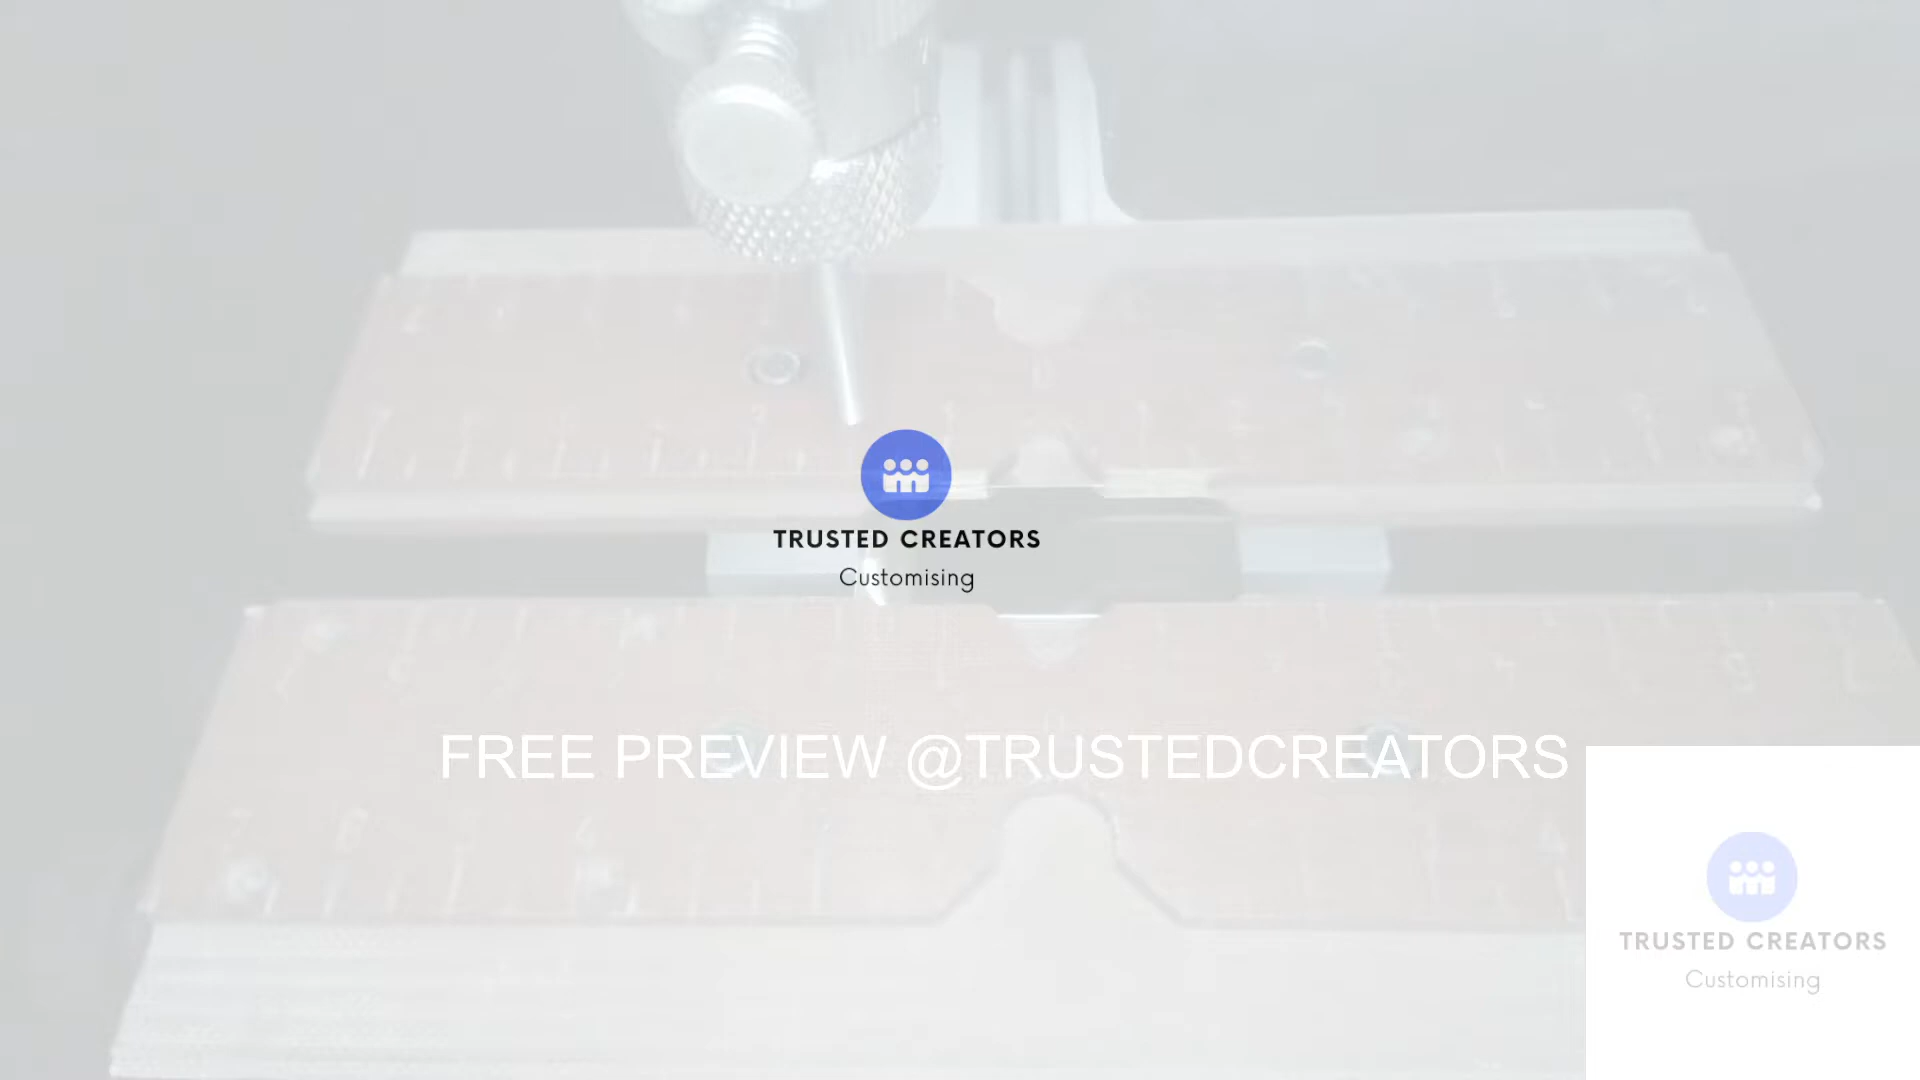 TRUSTED CREATORS
Customising
FREE PREVIEW @TRUSTEDCREATORS
TRUSTED CREATORS
Customising